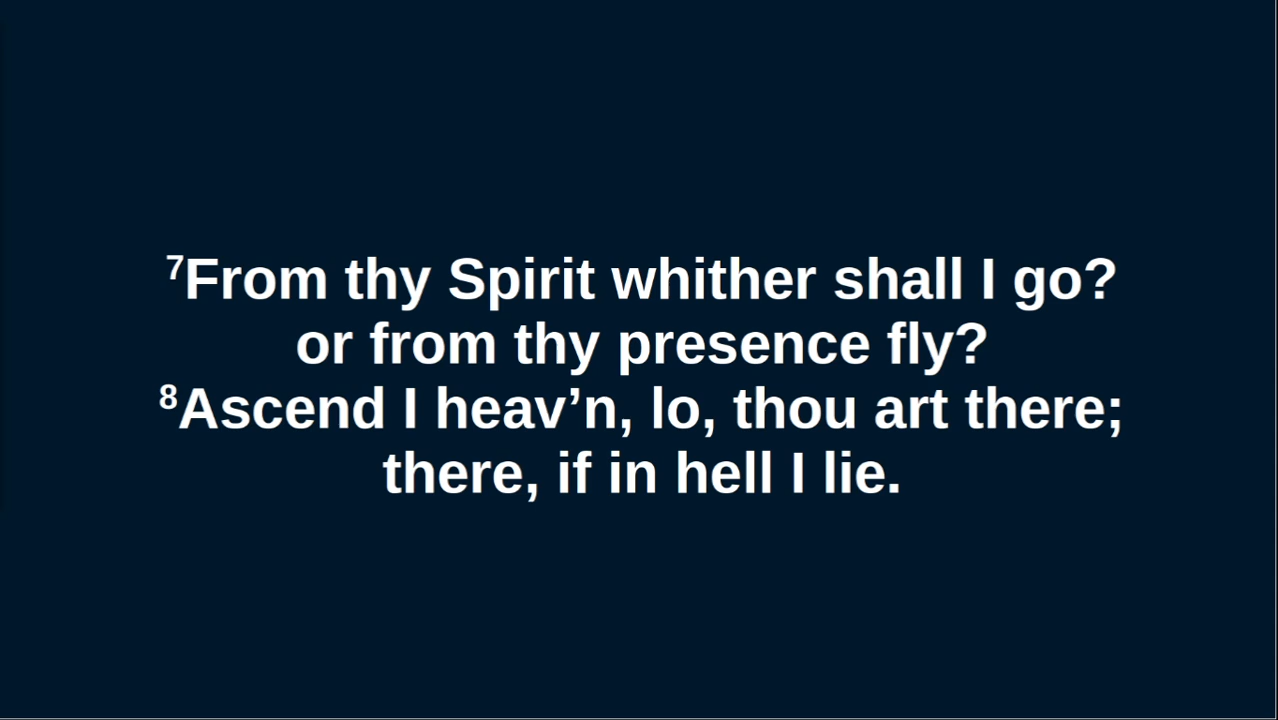 ⁷From thy Spirit whither shall I go?
or from thy presence fly?
⁸Ascend I heav’n, lo, thou art there;
there, if in hell I lie.